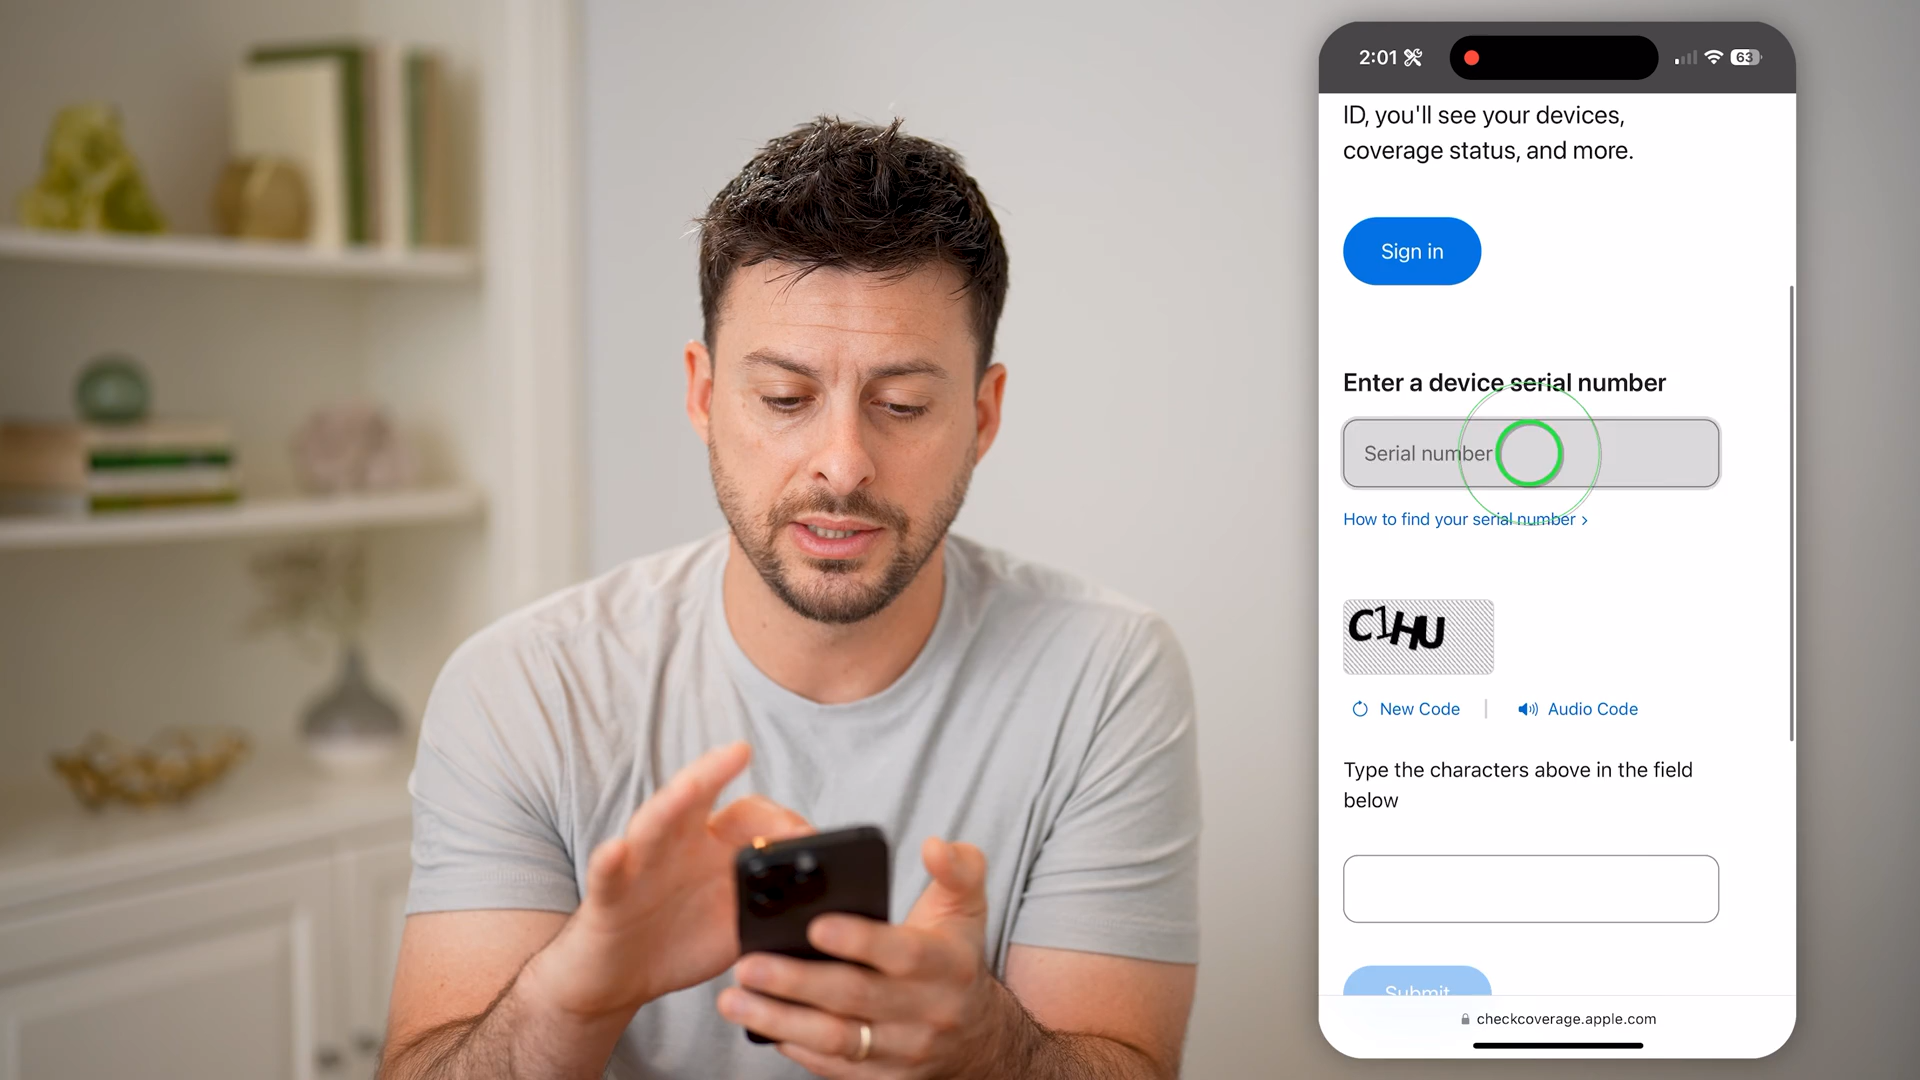 2:01
63
ID, you'll see your devices,
coverage status, and more.
Sign in
Enter a device serial number
Serial number
How to find your serial number >
C1HU
New Code | Audio Code
Type the characters above in the field
below
Submit
checkcoverage.apple.com